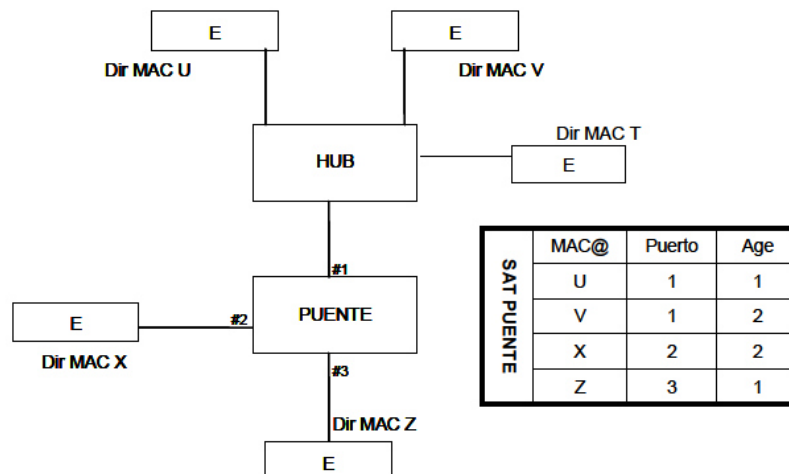 E
E
Dir MAC U
Dir MAC V
HUB
Dir MAC T
E
#1
PUENTE
E
#2
Dir MAC X
#3
Dir MAC Z
E
SAT PUENTE
MAC@ Puerto Age
U 1 1
V 1 2
X 2 2
Z 3 1